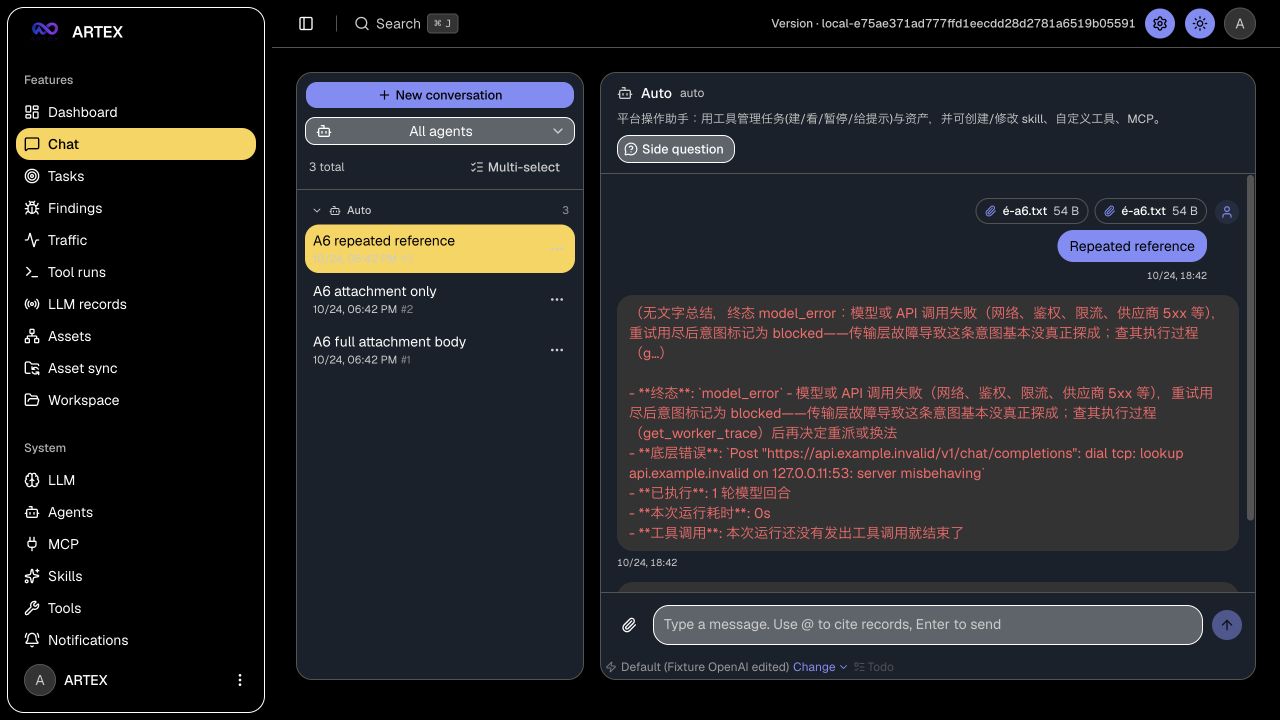 ARTEX
Features
Dashboard
Chat
Tasks
Findings
Traffic
Tool runs
LLM records
Assets
Asset sync
Workspace
System
LLM
Agents
MCP
Skills
Tools
Notifications
A ARTEX
Search ⌘ J
Version · local-e75ae371ad777ffd1eecdd28d2781a6519b05591
A
New conversation
All agents
3 total
Multi-select
Auto 3
A6 repeated reference
10/24, 06:42 PM #3
A6 attachment only
10/24, 06:42 PM #2
A6 full attachment body
10/24, 06:42 PM #1
Auto auto
平台操作助手：用工具管理任务(建/看/暂停/给提示)与资产，并可创建/修改 skill、自定义工具、MCP。
Side question
é-a6.txt 54 B
é-a6.txt 54 B
Repeated reference
10/24, 18:42
（无文字总结，终态 model_error：模型或 API 调用失败（网络、鉴权、限流、供应商 5xx 等），
重试用尽后意图标记为 blocked——传输层故障导致这条意图基本没真正探成；查其执行过程
（g…）
- **终态**: `model_error` - 模型或 API 调用失败（网络、鉴权、限流、供应商 5xx 等），重试用
尽后意图标记为 blocked——传输层故障导致这条意图基本没真正探成；查其执行过程
（get_worker_trace）后再决定重派或换法
- **底层错误**: `Post "https://api.example.invalid/v1/chat/completions": dial tcp: lookup
api.example.invalid on 127.0.0.11:53: server misbehaving`
- **已执行**: 1 轮模型回合
- **本次运行耗时**: 0s
- **工具调用**: 本次运行还没有发出工具调用就结束了
10/24, 18:42
Type a message. Use @ to cite records, Enter to send
Default (Fixture OpenAI edited) Change
Todo